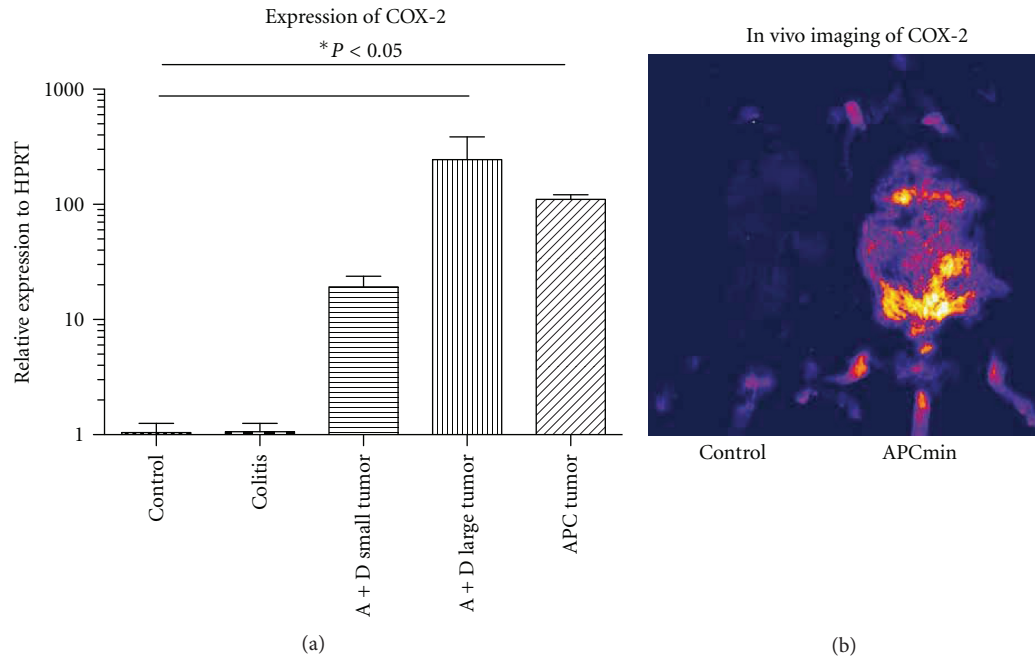 Expression of COX-2
*P < 0.05
Relative expression to HPRT
1000
100
10
1
Control
Colitis
A + D small tumor
A + D large tumor
APC tumor
(a)
In vivo imaging of COX-2
Control
APCmin
(b)